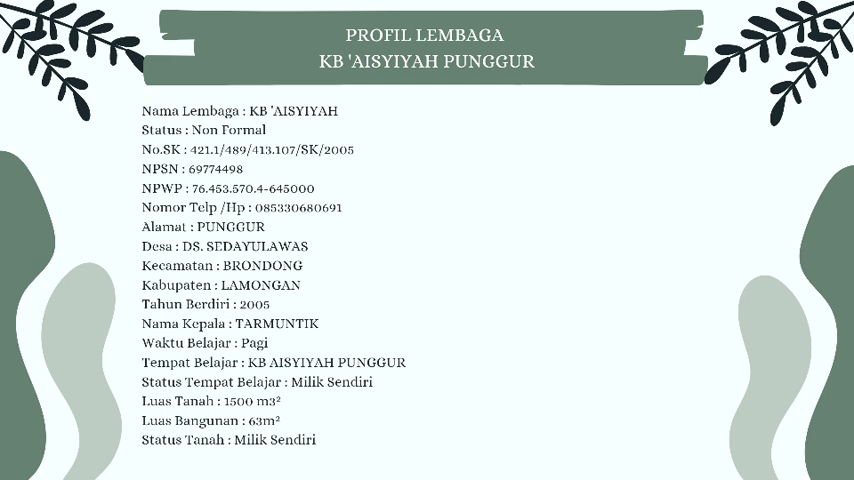 PROFIL LEMBAGA
KB 'AISYIYAH PUNGGUR
Nama Lembaga : KB 'AISYIYAH
Status : Non Formal
No.SK : 421.1/489/413.107/SK/2005
NPSN : 69774498
NPWP : 76.453.570.4-645000
Nomor Telp /Hp : 085330680691
Alamat : PUNGGUR
Desa : DS. SEDAYULAWAS
Kecamatan : BRONDONG
Kabupaten : LAMONGAN
Tahun Berdiri : 2005
Nama Kepala : TARMUNTIK
Waktu Belajar : Pagi
Tempat Belajar : KB AISYIYAH PUNGGUR
Status Tempat Belajar : Milik Sendiri
Luas Tanah : 1500 m3²
Luas Bangunan : 63m²
Status Tanah : Milik Sendiri